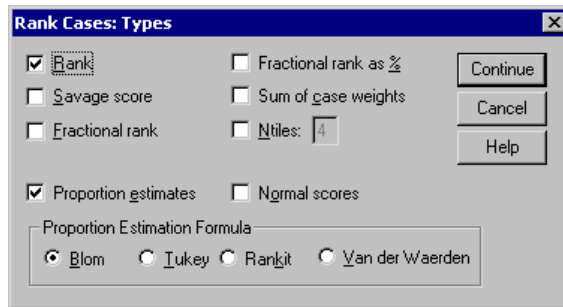 Rank Cases: Types
Rank
Fractional rank as %
Continue
Savage score
Sum of case weights
Cancel
Fractional rank
Ntiles: 4
Help
Proportion estimates
Normal scores
Proportion Estimation Formula
Blom Tukey Rankit Van der Waerden